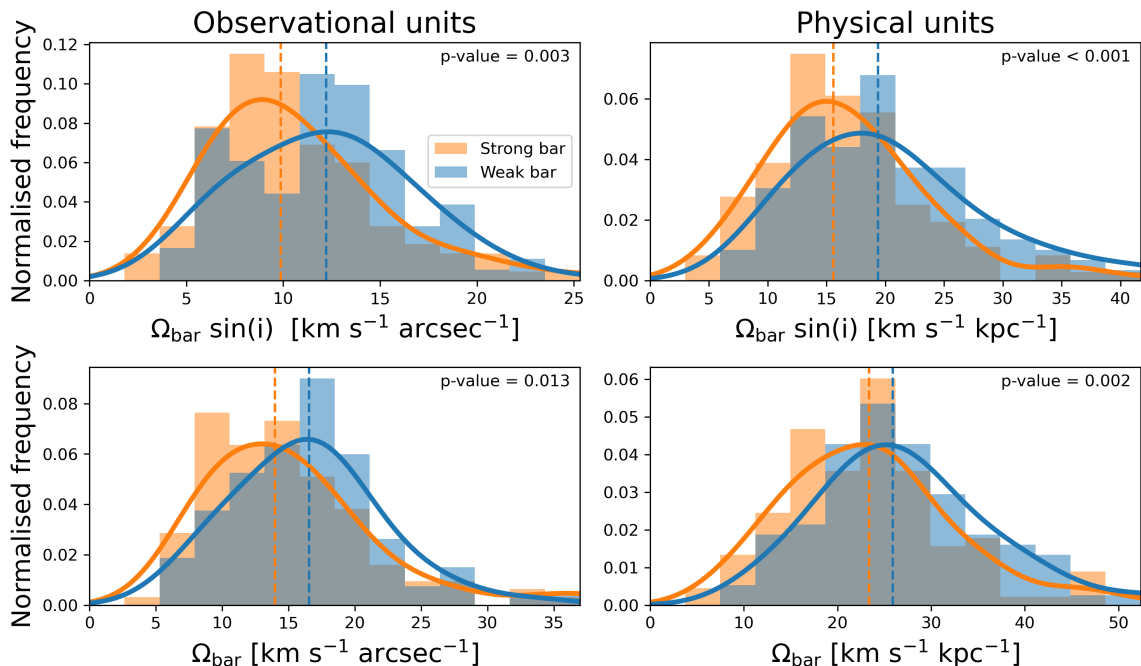 Observational units
Physical units
Normalised frequency
0.12
0.10
0.08
0.06
0.04
0.02
0.00
p-value = 0.003
Strong bar
Weak bar
0 5 10 15 20 25
Ω_bar sin(i) [km s⁻¹ arcsec⁻¹]
0.06
0.04
0.02
0.00
p-value < 0.001
0 5 10 15 20 25 30 35 40
Ω_bar sin(i) [km s⁻¹ kpc⁻¹]
Normalised frequency
0.08
0.06
0.04
0.02
0.00
p-value = 0.013
0 5 10 15 20 25 30 35
Ω_bar [km s⁻¹ arcsec⁻¹]
0.06
0.05
0.04
0.03
0.02
0.01
0.00
p-value = 0.002
0 10 20 30 40 50
Ω_bar [km s⁻¹ kpc⁻¹]